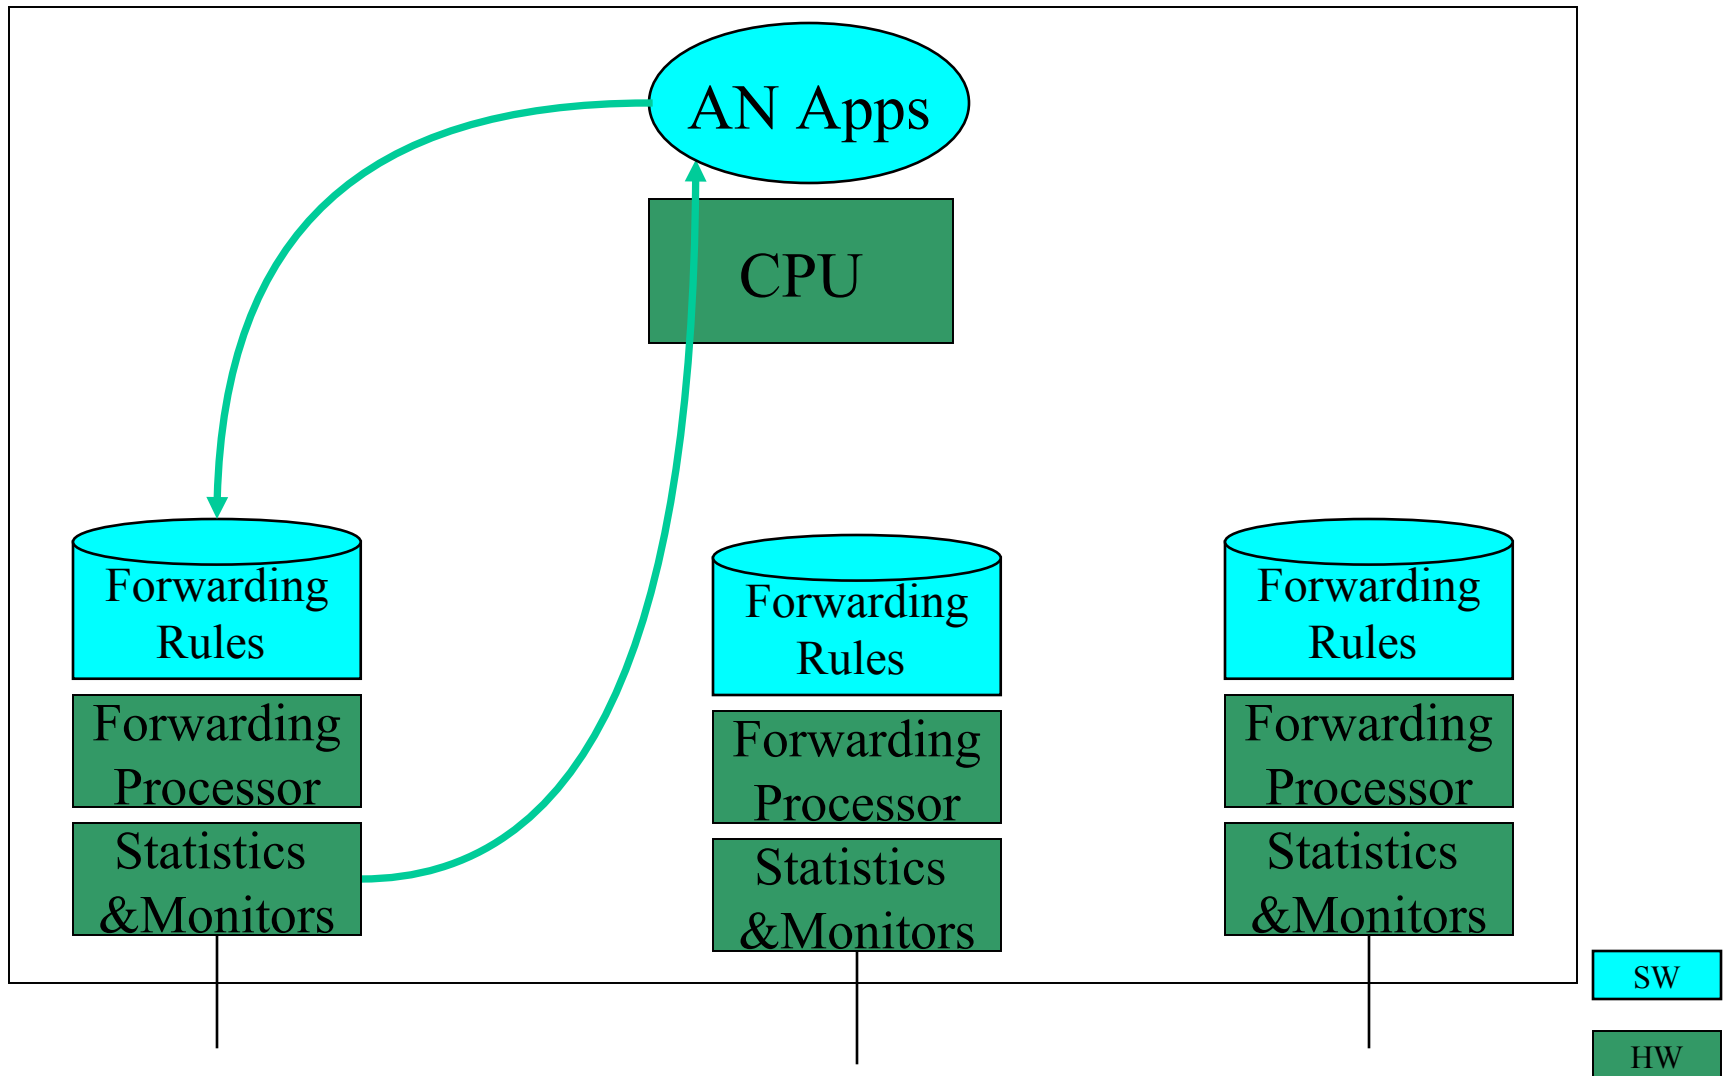 AN Apps
CPU
Forwarding
Rules
Forwarding
Processor
Statistics
&Monitors
Forwarding
Rules
Forwarding
Processor
Statistics
&Monitors
Forwarding
Rules
Forwarding
Processor
Statistics
&Monitors
SW
HW